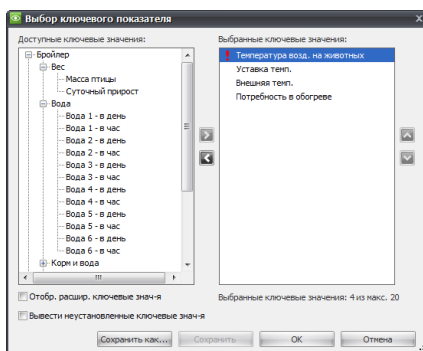 Выбор ключевого показателя
Доступные ключевые значения:
Бройлер
Вес
Масса птицы
Суточный прирост
Вода
Вода 1 - в день
Вода 1 - в час
Вода 2 - в день
Вода 2 - в час
Вода 3 - в день
Вода 3 - в час
Вода 4 - в день
Вода 4 - в час
Вода 5 - в день
Вода 5 - в час
Вода 6 - в день
Вода 6 - в час
Корм и вода
Отобр. расшир. ключевые знач-я
Вывести неустановленные ключевые знач-я
Выбранные ключевые значения:
Температура возд. на животных
Уставка темп.
Внешняя темп.
Потребность в обогреве
Выбранные ключевые значения: 4 из макс. 20
Сохранить как... Сохранить ОК Отмена